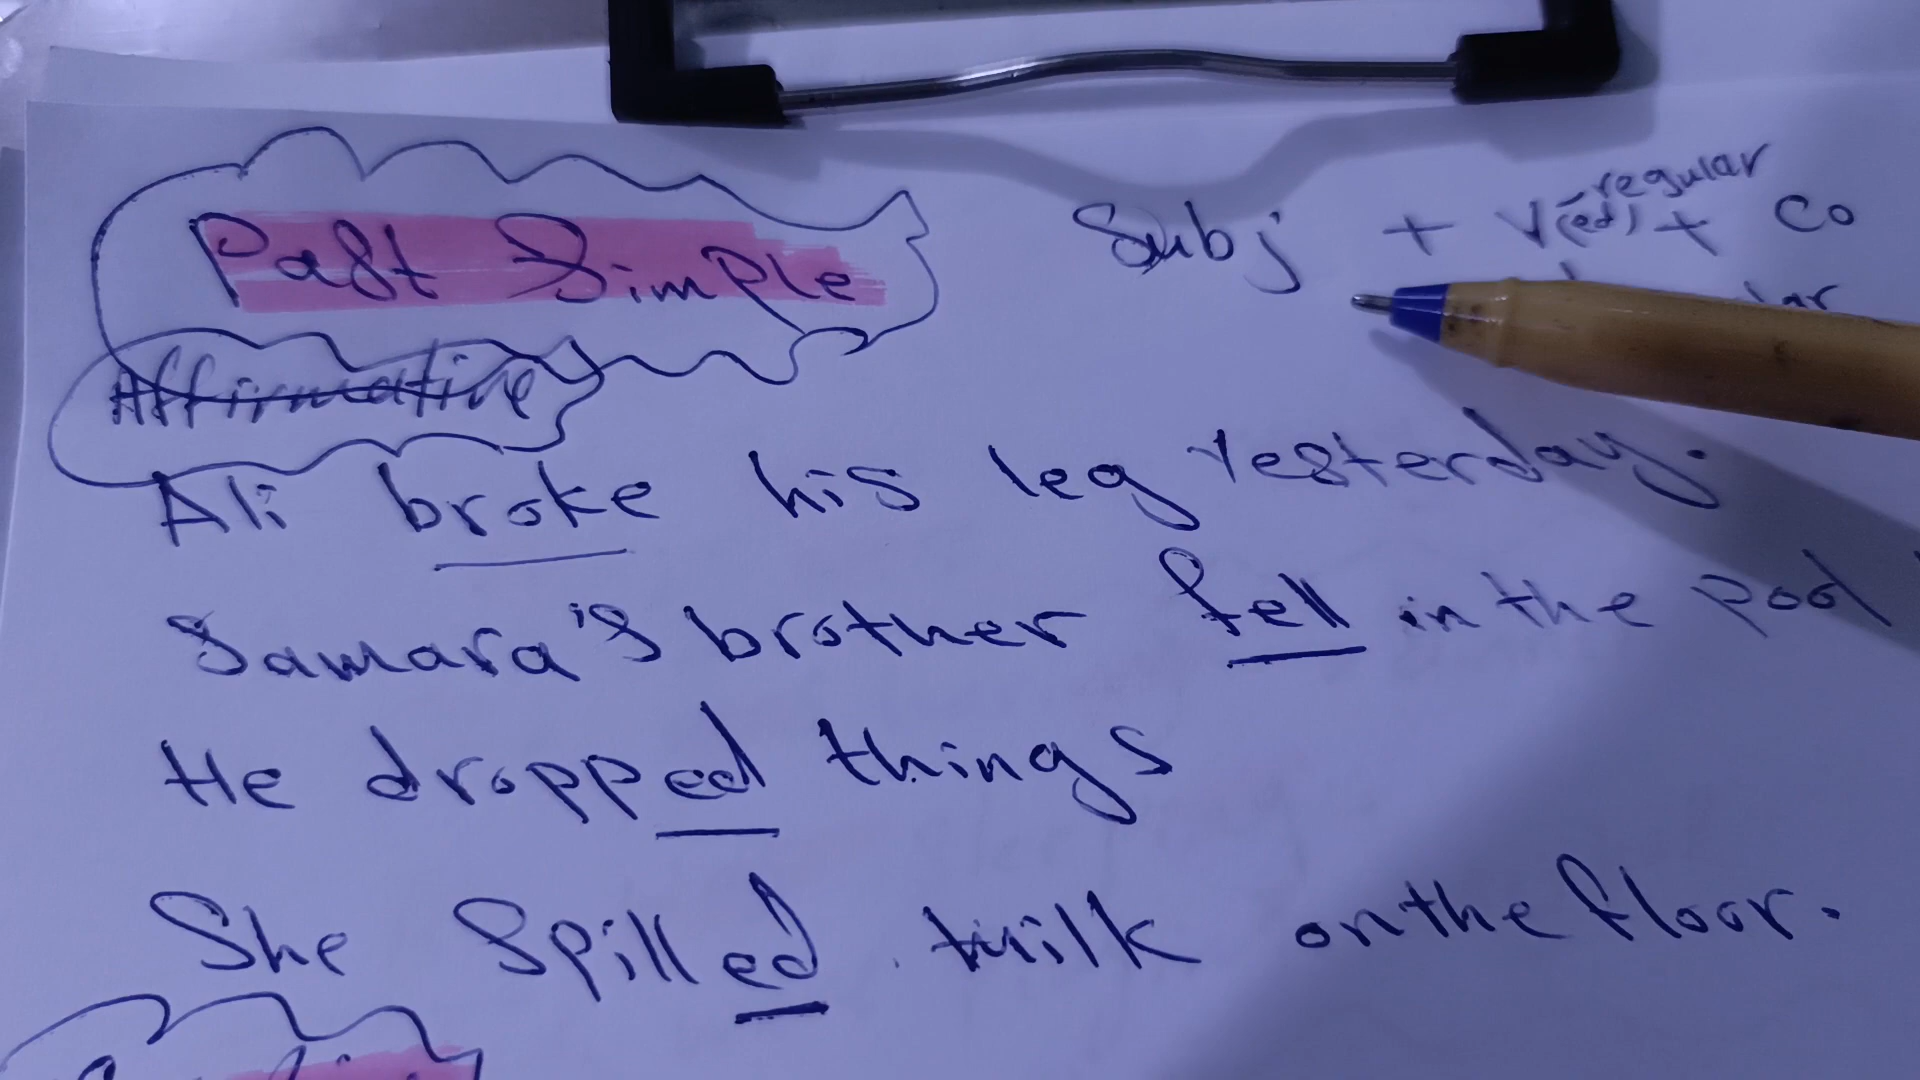 Past Simple
Subj + V(ed) + Co
regular
Affirmative
Ali broke his leg Yesterday.
Samara's brother fell in the pool
He dropped things
She Spilled milk on the floor.